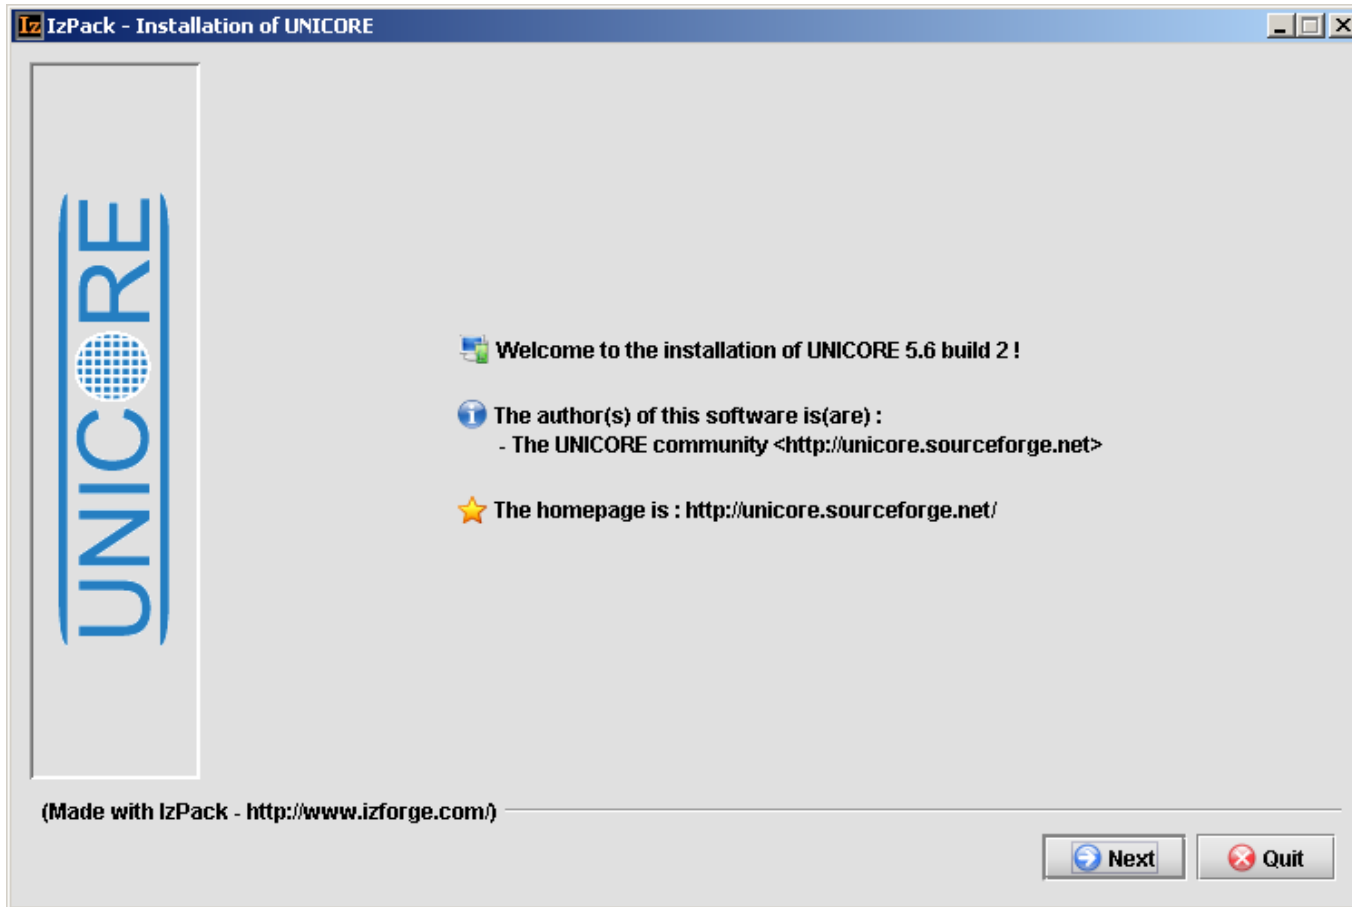 Iz IzPack - Installation of UNICORE
UNICORE
Welcome to the installation of UNICORE 5.6 build 2 !
The author(s) of this software is(are) :
- The UNICORE community <http://unicore.sourceforge.net>
The homepage is : http://unicore.sourceforge.net/
(Made with IzPack - http://www.izforge.com/)
Next Quit